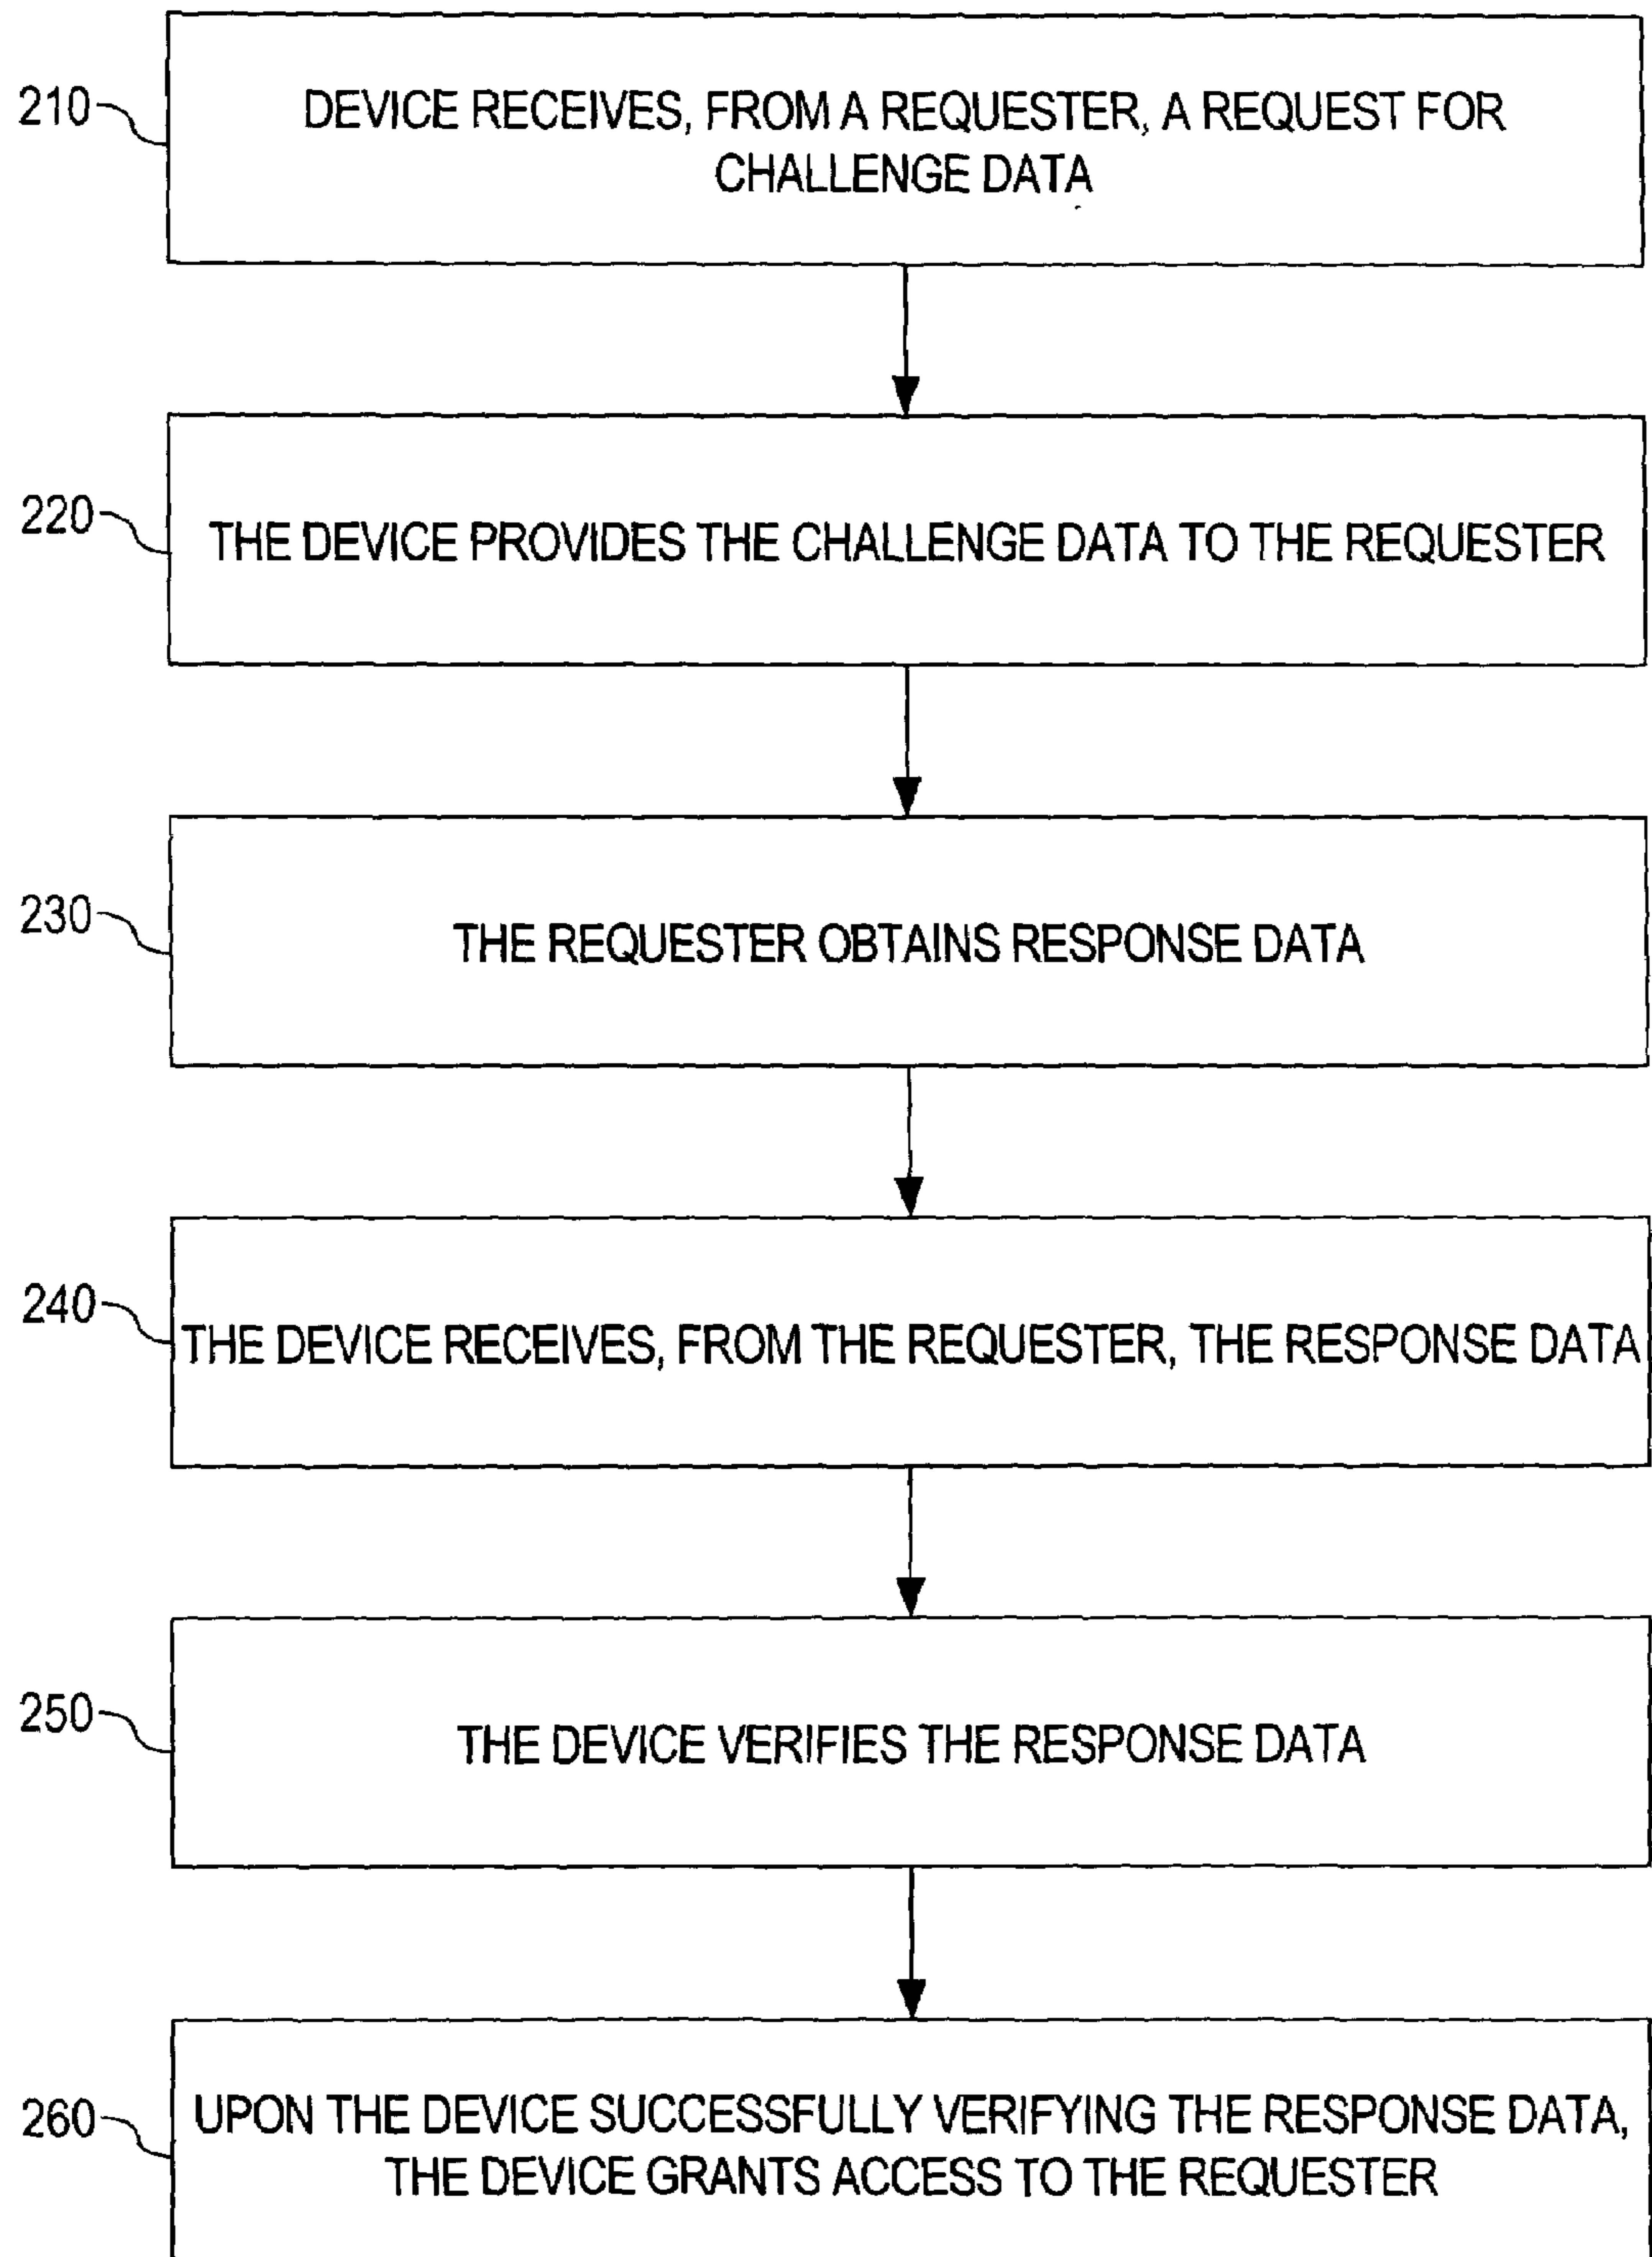 210
DEVICE RECEIVES, FROM A REQUESTER, A REQUEST FOR
CHALLENGE DATA
220
THE DEVICE PROVIDES THE CHALLENGE DATA TO THE REQUESTER
230
THE REQUESTER OBTAINS RESPONSE DATA
240
THE DEVICE RECEIVES, FROM THE REQUESTER, THE RESPONSE DATA
250
THE DEVICE VERIFIES THE RESPONSE DATA
260
UPON THE DEVICE SUCCESSFULLY VERIFYING THE RESPONSE DATA,
THE DEVICE GRANTS ACCESS TO THE REQUESTER